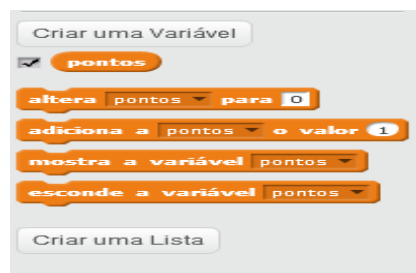 Criar uma Variável
pontos
altera pontos para 0
adiciona a pontos o valor 1
mostra a variável pontos
esconde a variável pontos
Criar uma Lista